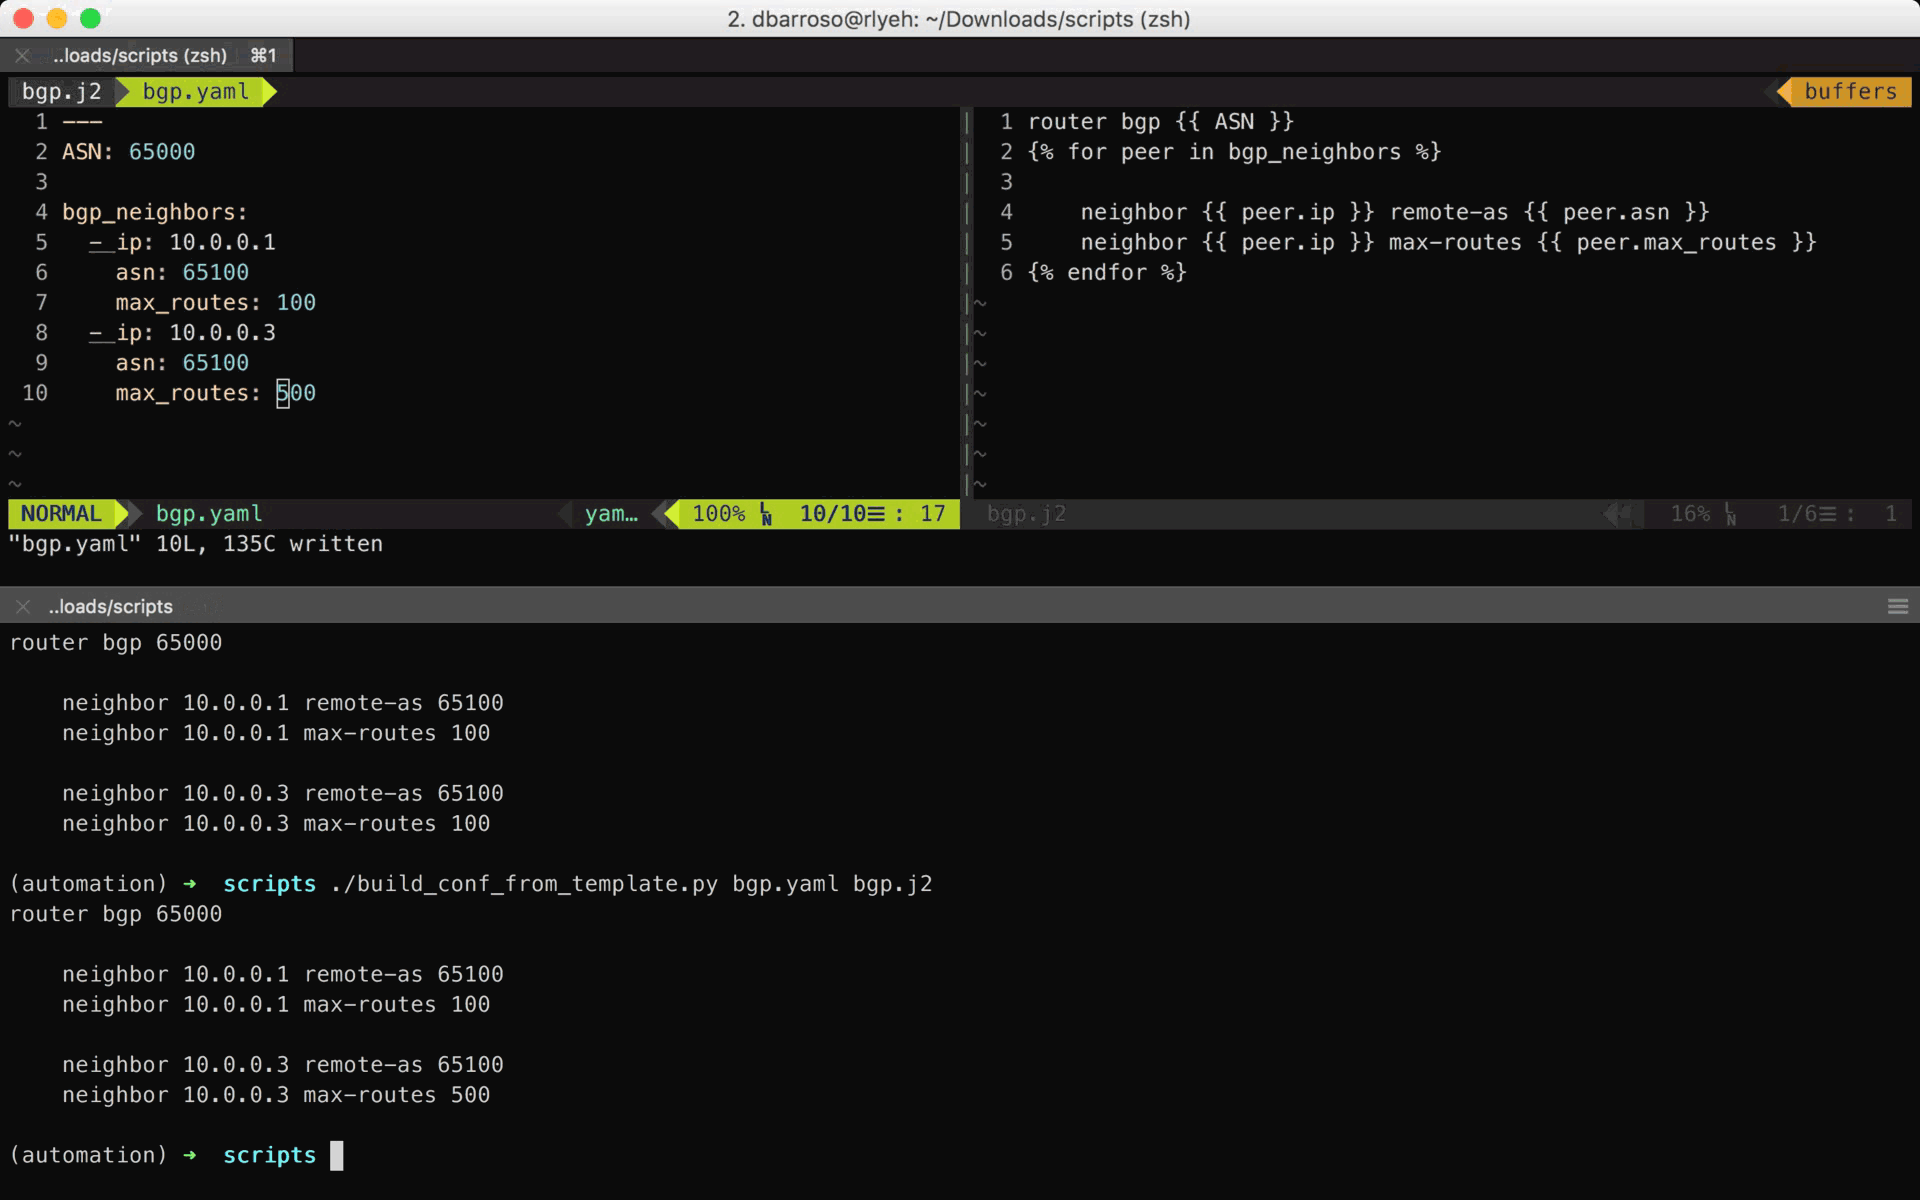 2. dbarroso@rlyeh: ~/Downloads/scripts (zsh)
..loads/scripts (zsh) ⌘1
bgp.j2 bgp.yaml buffers
1 ---
2 ASN: 65000
3
4 bgp_neighbors:
5   - ip: 10.0.0.1
6     asn: 65100
7     max_routes: 100
8   - ip: 10.0.0.3
9     asn: 65100
10     max_routes: 500
~
~
~
NORMAL bgp.yaml yam… 100% ␤ 10/10☰ : 17
"bgp.yaml" 10L, 135C written
1 router bgp {{ ASN }}
2 {% for peer in bgp_neighbors %}
3
4     neighbor {{ peer.ip }} remote-as {{ peer.asn }}
5     neighbor {{ peer.ip }} max-routes {{ peer.max_routes }}
6 {% endfor %}
~
~
~
~
~
~
~
bgp.j2 16% ␤ 1/6☰ : 1
..loads/scripts
router bgp 65000
    neighbor 10.0.0.1 remote-as 65100
    neighbor 10.0.0.1 max-routes 100
    neighbor 10.0.0.3 remote-as 65100
    neighbor 10.0.0.3 max-routes 100
(automation) ➜  scripts ./build_conf_from_template.py bgp.yaml bgp.j2
router bgp 65000
    neighbor 10.0.0.1 remote-as 65100
    neighbor 10.0.0.1 max-routes 100
    neighbor 10.0.0.3 remote-as 65100
    neighbor 10.0.0.3 max-routes 500
(automation) ➜  scripts